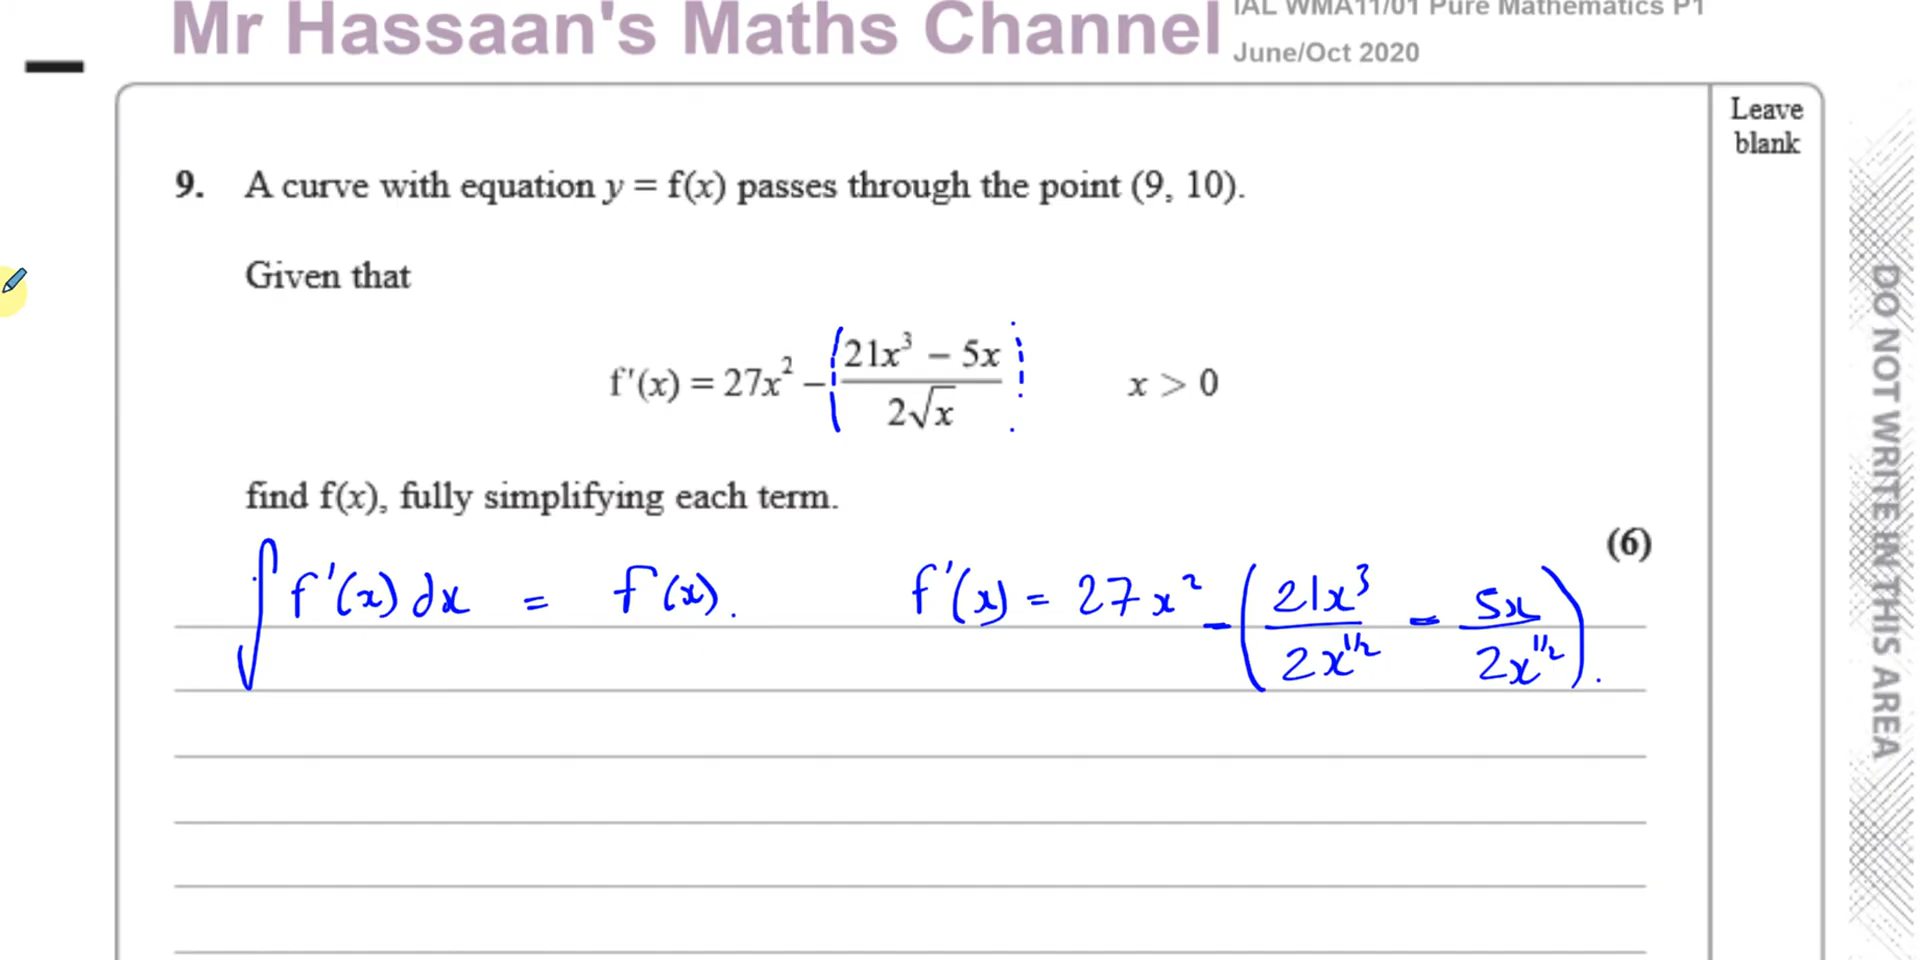 Mr Hassaan's Maths Channel
IAL WMA11/01 Pure Mathematics P1
June/Oct 2020
Leave
blank
9. A curve with equation y = f(x) passes through the point (9, 10).
Given that
f'(x) = 27x² − (21x³ − 5x)/(2√x)    x > 0
find f(x), fully simplifying each term.
(6)
∫ f'(x) dx = f(x).    f'(x) = 27x² − (21x³/2x^1/2 − 5x/2x^1/2).
DO NOT WRITE IN THIS AREA